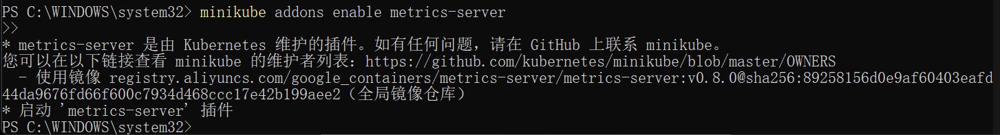 PS C:\WINDOWS\system32> minikube addons enable metrics-server
>>
* metrics-server 是由 Kubernetes 维护的插件。如有任何问题，请在 GitHub 上联系 minikube。
您可以在以下链接查看 minikube 的维护者列表：https://github.com/kubernetes/minikube/blob/master/OWNERS
  - 使用镜像 registry.aliyuncs.com/google_containers/metrics-server/metrics-server:v0.8.0@sha256:89258156d0e9af60403eafd
44da9676fd66f600c7934d468ccc17e42b199aee2（全局镜像仓库）
* 启动 'metrics-server' 插件
PS C:\WINDOWS\system32>